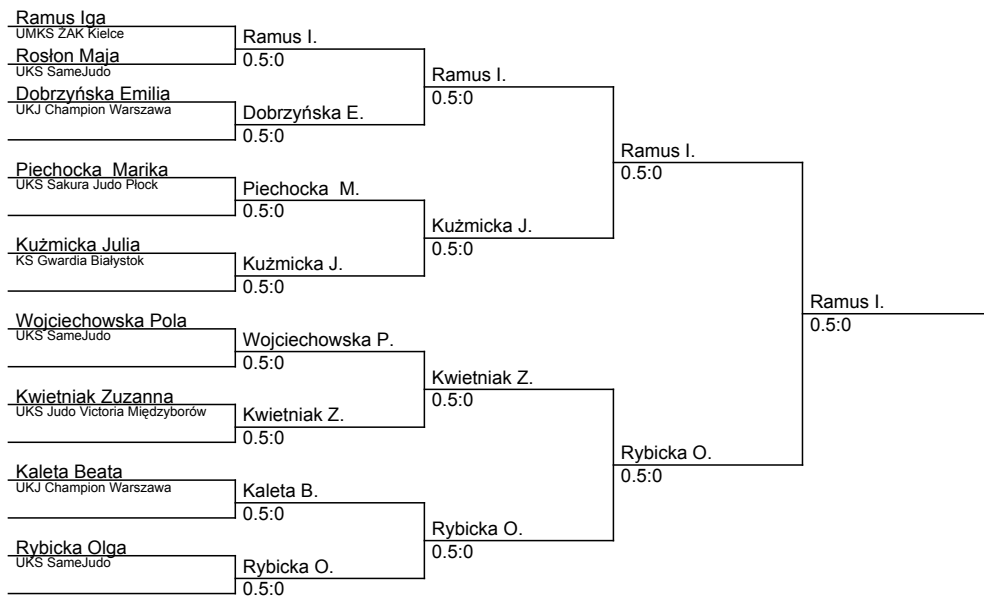 Ramus Iga
UMKS ŻAK Kielce
Rosłon Maja
UKS SameJudo
Dobrzyńska Emilia
UKJ Champion Warszawa
Piechocka  Marika
UKS Sakura Judo Płock
Kuźmicka Julia
KS Gwardia Białystok
Wojciechowska Pola
UKS SameJudo
Kwietniak Zuzanna
UKS Judo Victoria Międzyborów
Kaleta Beata
UKJ Champion Warszawa
Rybicka Olga
UKS SameJudo
Ramus I.
0.5:0
Dobrzyńska E.
0.5:0
Piechocka  M.
0.5:0
Kuźmicka J.
0.5:0
Wojciechowska P.
0.5:0
Kwietniak Z.
0.5:0
Kaleta B.
0.5:0
Rybicka O.
0.5:0
Ramus I.
0.5:0
Kuźmicka J.
0.5:0
Kwietniak Z.
0.5:0
Rybicka O.
0.5:0
Ramus I.
0.5:0
Rybicka O.
0.5:0
Ramus I.
0.5:0